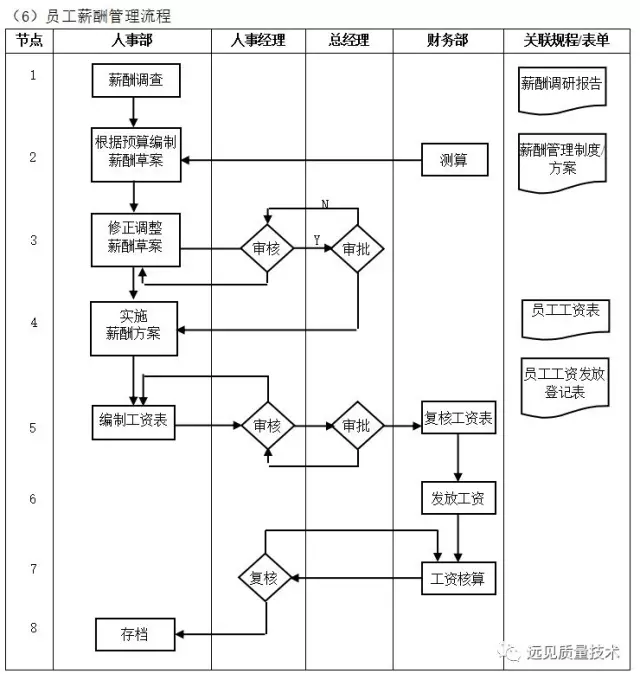 （6）员工薪酬管理流程
节点 人事部 人事经理 总经理 财务部 关联规程/表单
1
薪酬调查
薪酬调研报告
2
根据预算编制
薪酬草案
测算
薪酬管理制度/
方案
N
3
修正调整
薪酬草案
审核
Y
审批
4
实施
薪酬方案
员工工资表
员工工资发放
登记表
5
编制工资表
审核
审批
复核工资表
6
发放工资
7
复核
工资核算
8
存档
远见质量技术